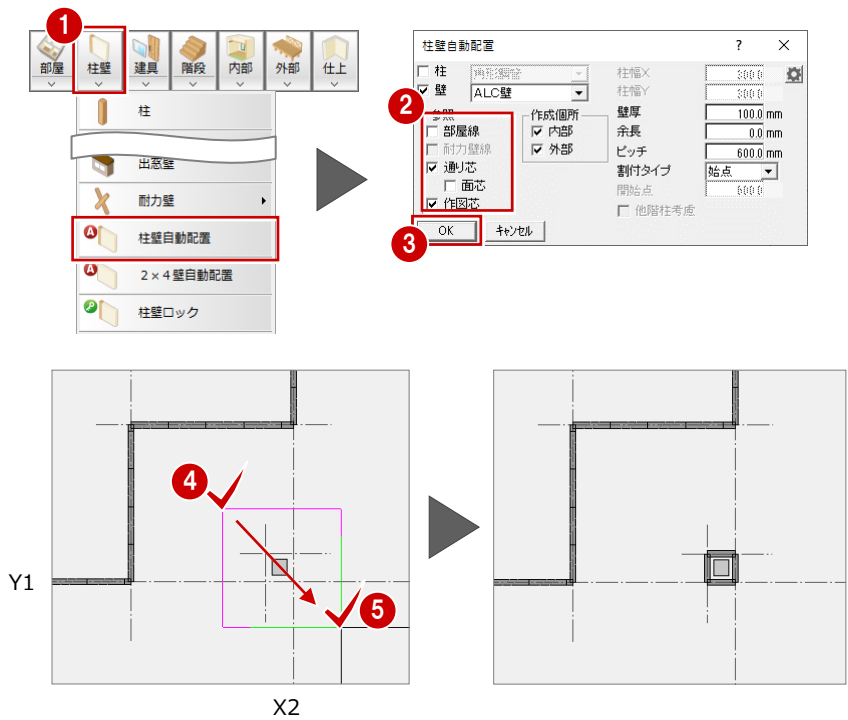 1
部屋 柱壁 建具 階段 内部 外部 仕上
柱
出窓壁
耐力壁
A 柱壁自動配置
A 2×4壁自動配置
柱壁ロック
柱壁自動配置 ? ×
柱 柱幅X 300.0
壁 ALC壁 柱幅Y 300.0
2
参照 作成個所 壁厚 100.0 mm
部屋線 内部 余長 0.0 mm
耐力壁線 外部 ピッチ 600.0 mm
通り芯 割付タイプ 始点
面芯 開始点 600.0
作図芯 他階柱考慮
3 OK キャンセル
4
5
Y1
X2